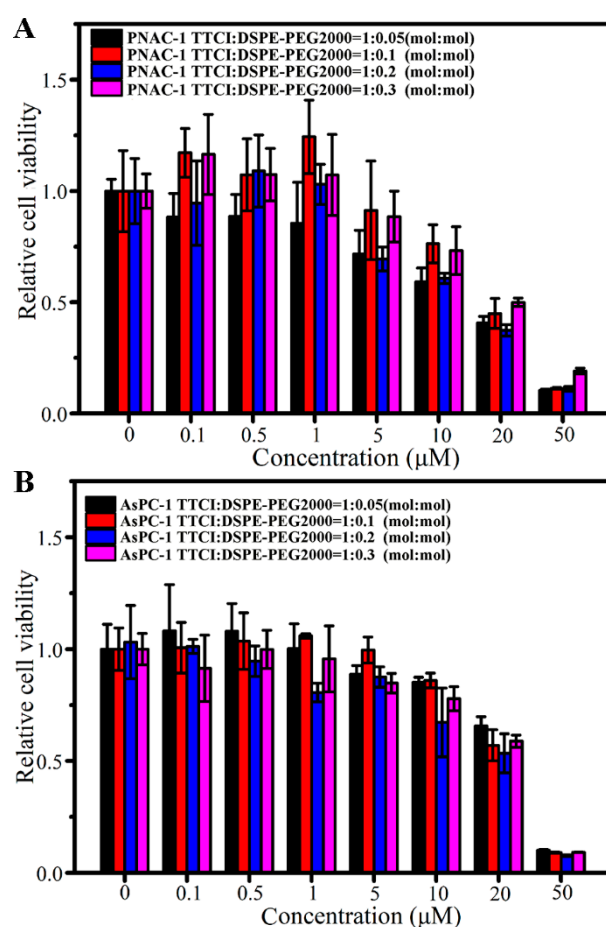 A
PNAC-1 TTCI:DSPE-PEG2000=1:0.05(mol:mol)
PNAC-1 TTCI:DSPE-PEG2000=1:0.1 (mol:mol)
PNAC-1 TTCI:DSPE-PEG2000=1:0.2 (mol:mol)
PNAC-1 TTCI:DSPE-PEG2000=1:0.3 (mol:mol)
Relative cell viability
1.5
1.0
0.5
0.0
0 0.1 0.5 1 5 10 20 50
Concentration (μM)
B
AsPC-1 TTCI:DSPE-PEG2000=1:0.05(mol:mol)
AsPC-1 TTCI:DSPE-PEG2000=1:0.1 (mol:mol)
AsPC-1 TTCI:DSPE-PEG2000=1:0.2 (mol:mol)
AsPC-1 TTCI:DSPE-PEG2000=1:0.3 (mol:mol)
Relative cell viability
1.5
1.0
0.5
0.0
0 0.1 0.5 1 5 10 20 50
Concentration (μM)